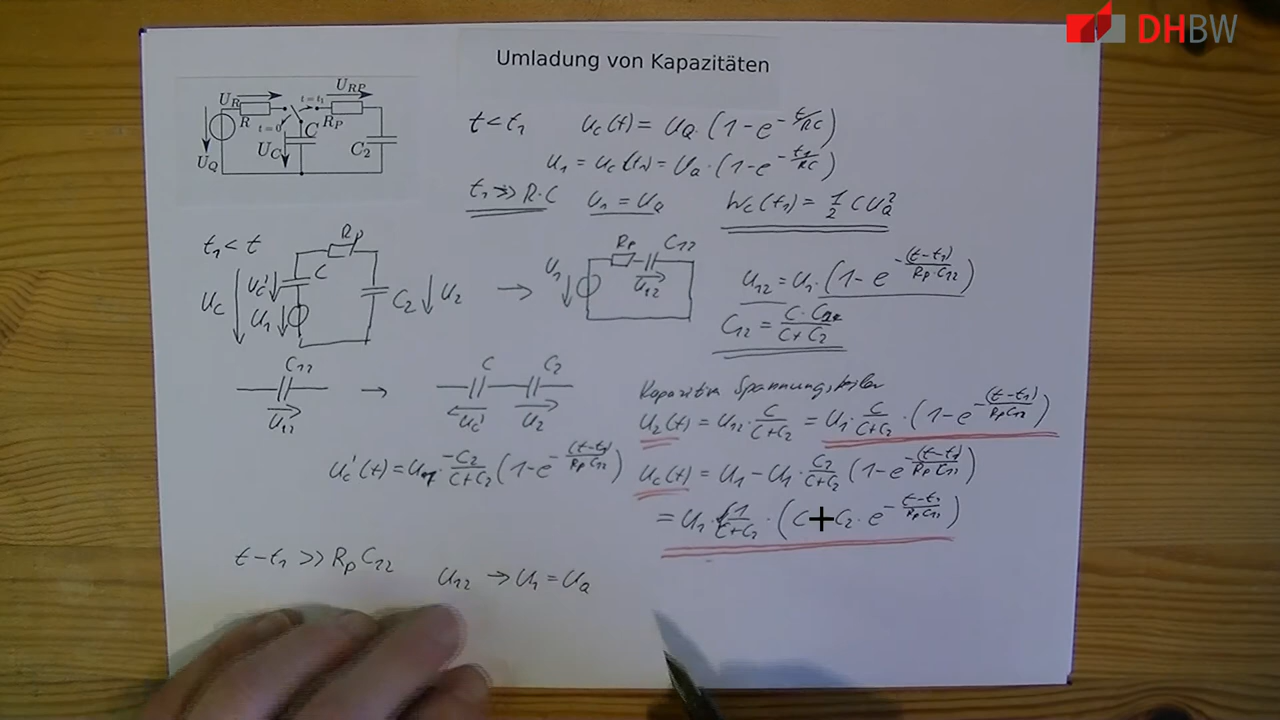 DHBW
Umladung von Kapazitäten
U_R R t=t₁ U_RP R_P
t=0 C
U_Q U_C C₂
t < t₁ u_C(t) = U_Q · (1 − e^(−t/RC))
u₁ = u_C(t₁) = U_Q · (1 − e^(−t₁/RC))
t₁ >> R·C U₁ = U_Q W_C(t₁) = 1/2 C U_Q²
t₁ < t R_P C
U_C U_C' U₁ C₂ U₂ → U₁ R_P C₁₂ U₁₂
U₁₂ = U₁ · (1 − e^(−(t−t₁)/(R_P C₁₂)))
C₁₂ = C · C₂ / (C + C₂)
C₁₂ → C C₂
U₁₂ U_C' U₂
Kapazitiver Spannungsteiler
U₂(t) = U₁₂ · C/(C+C₂) = U₁ · C/(C+C₂) · (1 − e^(−(t−t₁)/(R_P C₁₂)))
U_C'(t) = U₁ · −C₂/(C+C₂) (1 − e^(−(t−t₁)/(R_P C₁₂)))
U_C(t) = U₁ − U₁ · C₂/(C+C₂) (1 − e^(−(t−t₁)/(R_P C₁₂)))
= U₁ · 1/(C+C₂) · (C + C₂ · e^(−(t−t₁)/(R_P C₁₂)))
t − t₁ >> R_P C₁₂ U₁₂ → U₁ = U_Q